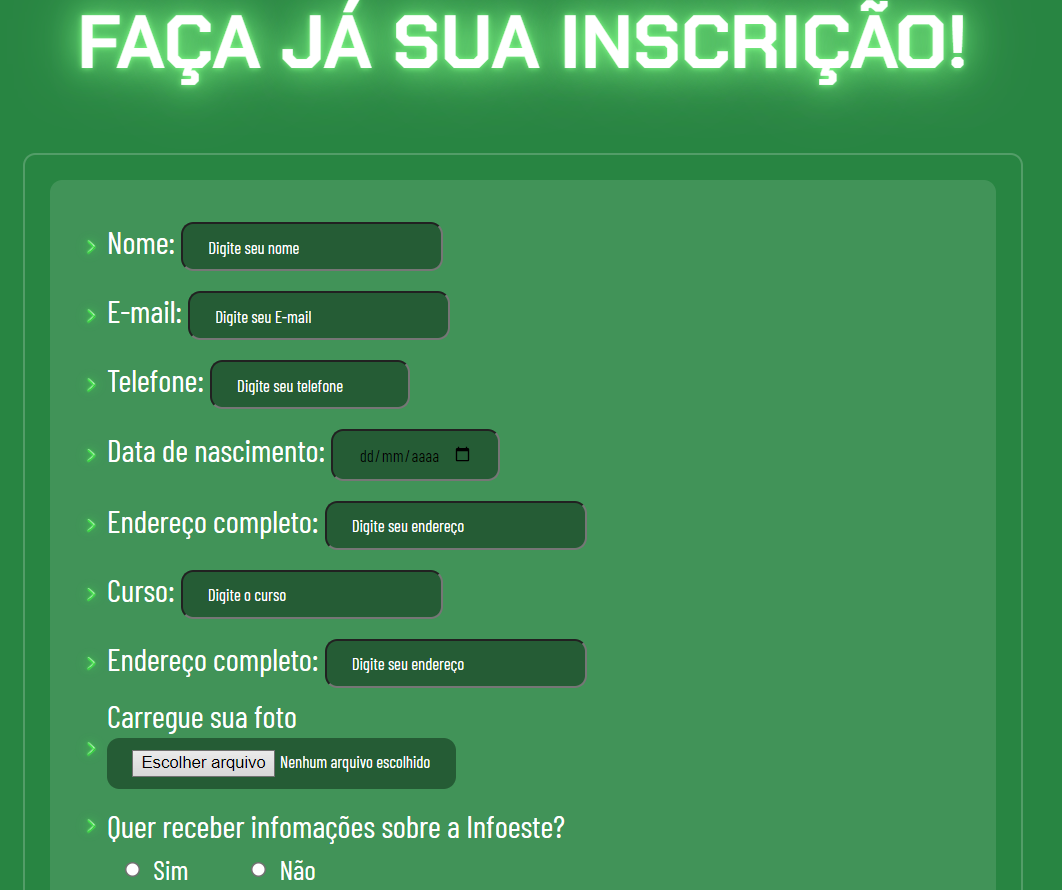 FAÇA JÁ SUA INSCRIÇÃO!
Nome: Digite seu nome
E-mail: Digite seu E-mail
Telefone: Digite seu telefone
Data de nascimento: dd/mm/aaaa
Endereço completo: Digite seu endereço
Curso: Digite o curso
Endereço completo: Digite seu endereço
Carregue sua foto
Escolher arquivo Nenhum arquivo escolhido
Quer receber infomações sobre a Infoeste?
Sim Não